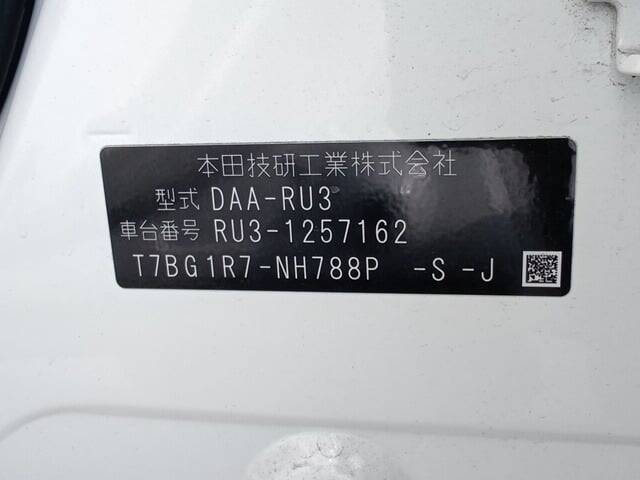 本田技研工業株式会社
型式 DAA-RU3
車台番号 RU3-1257162
T7BG1R7-NH788P -S -J